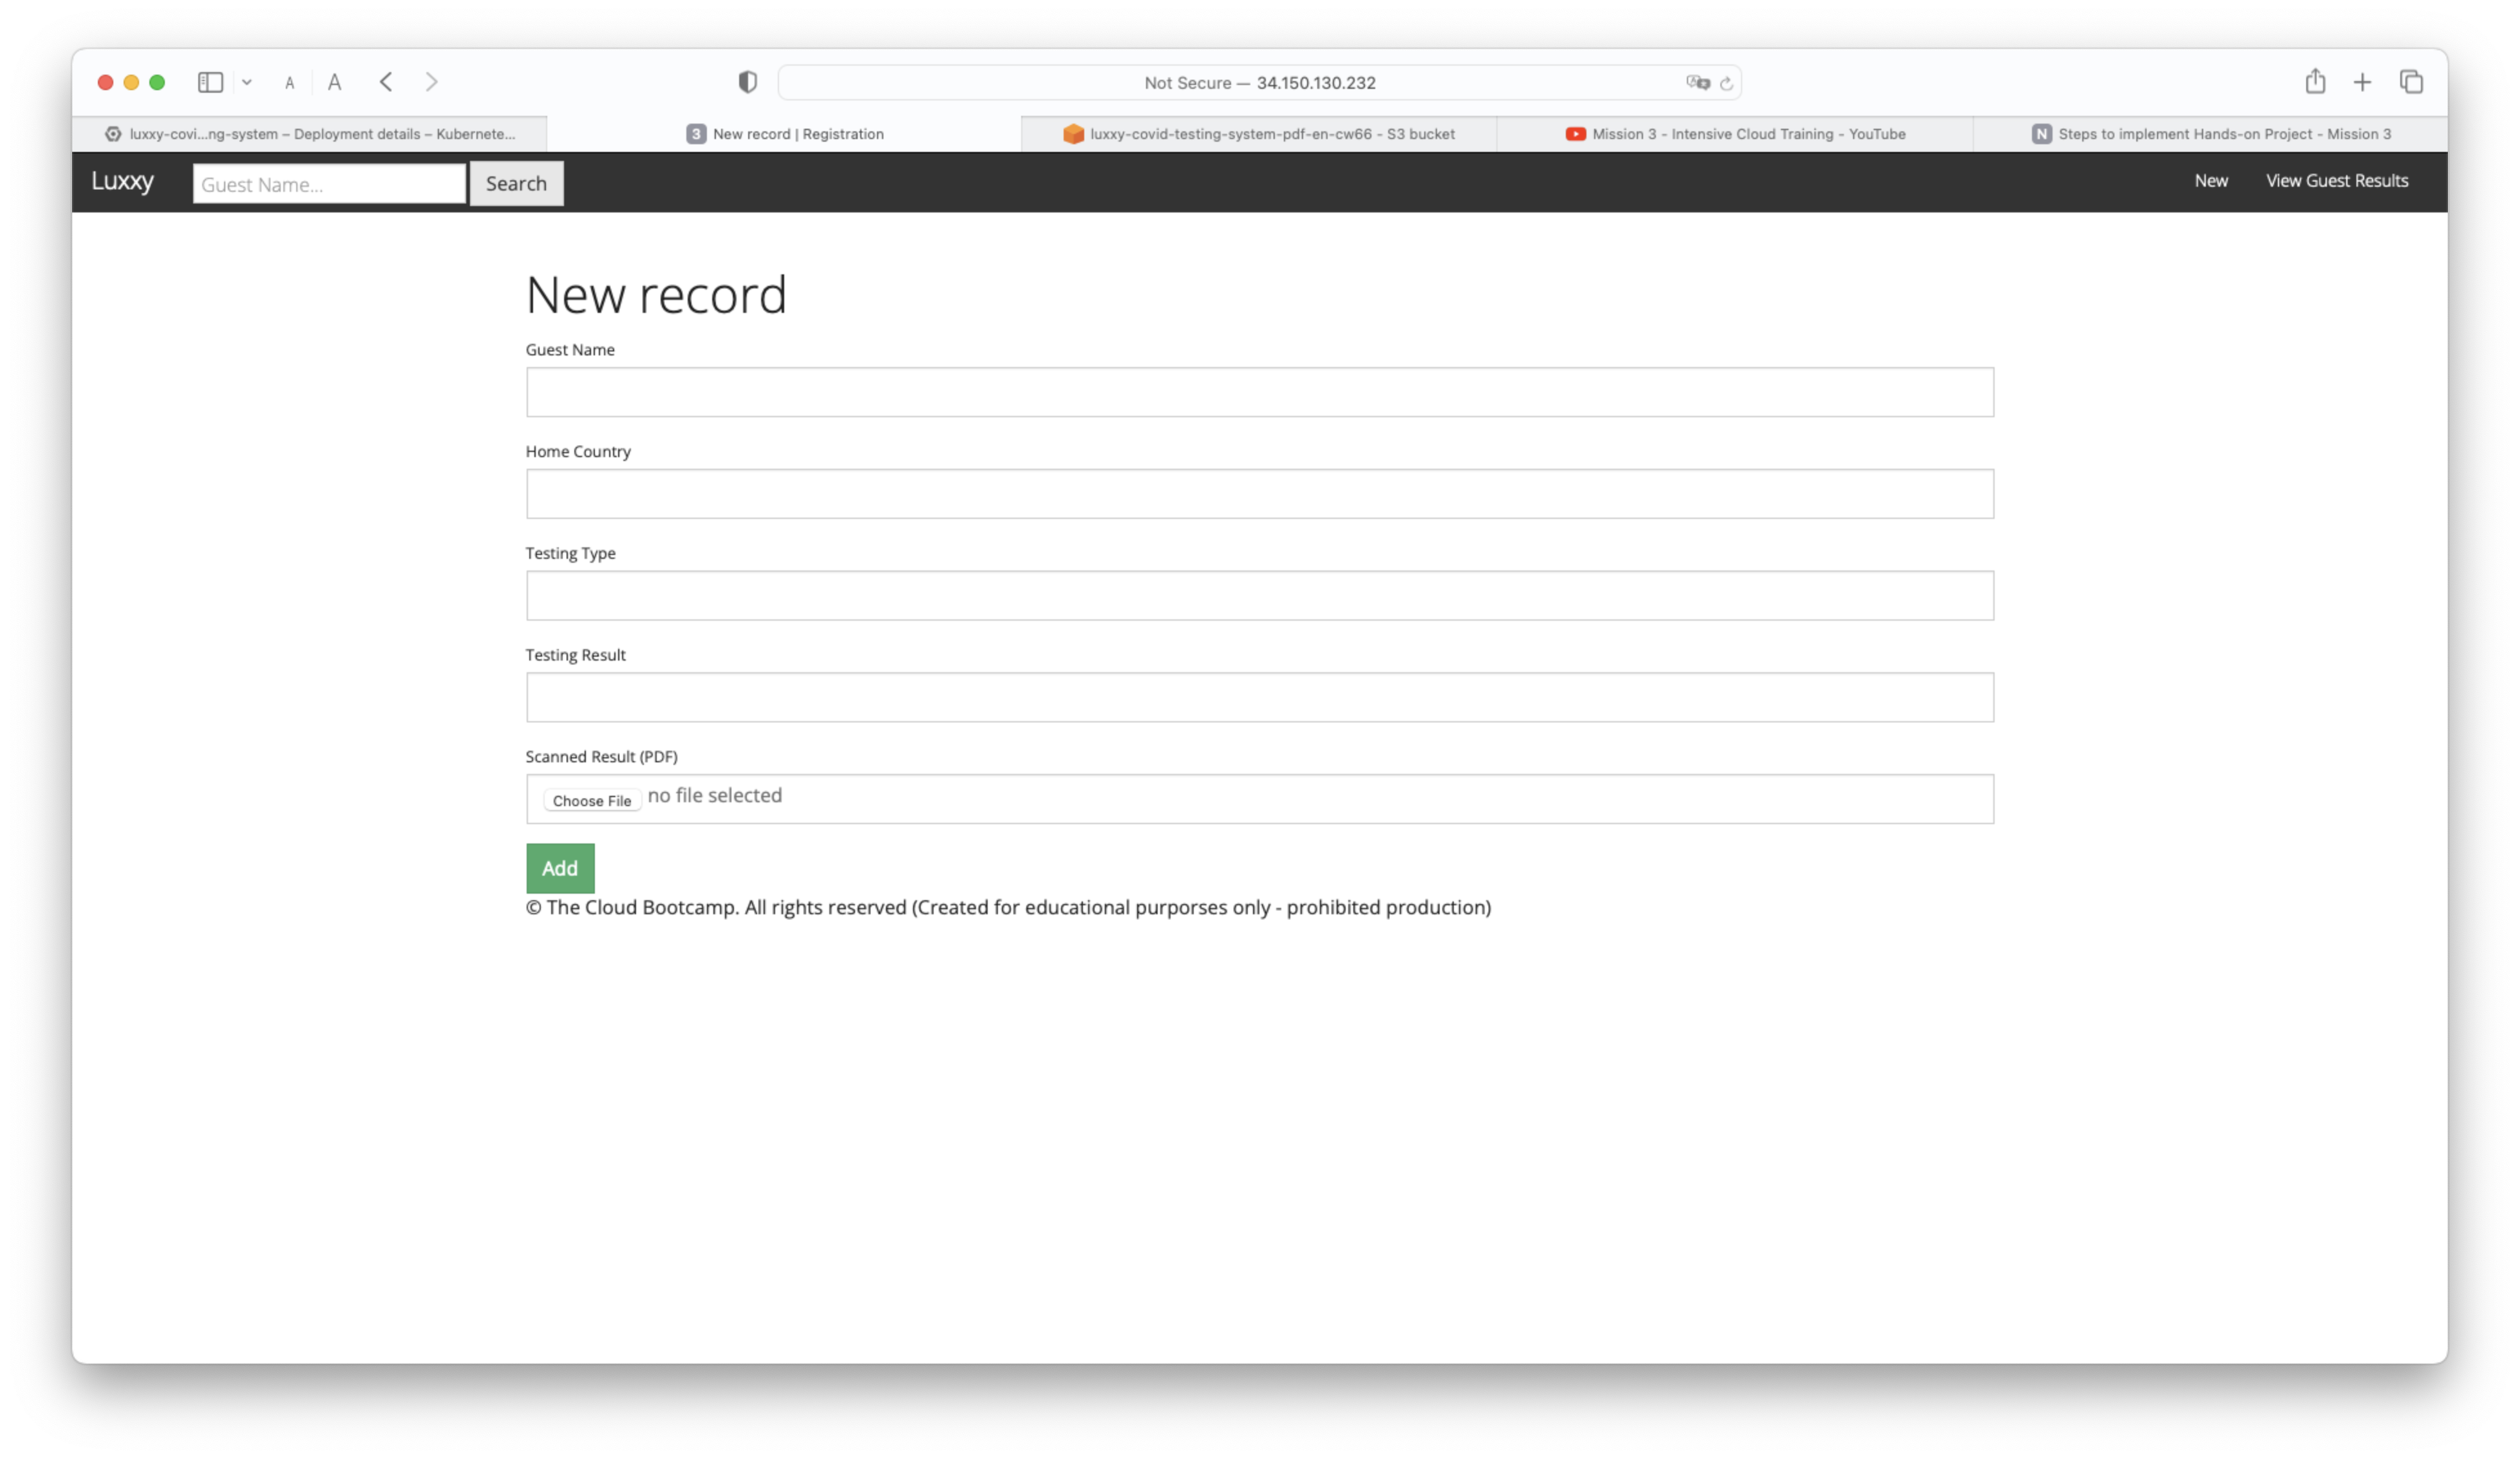 A A Not Secure — 34.150.130.232
luxxy-covi...ng-system – Deployment details – Kubernete... 3 New record | Registration luxxy-covid-testing-system-pdf-en-cw66 - S3 bucket Mission 3 - Intensive Cloud Training - YouTube N Steps to implement Hands-on Project - Mission 3
Luxxy Guest Name... Search New View Guest Results
New record
Guest Name
Home Country
Testing Type
Testing Result
Scanned Result (PDF)
Choose File no file selected
Add
© The Cloud Bootcamp. All rights reserved (Created for educational purporses only - prohibited production)